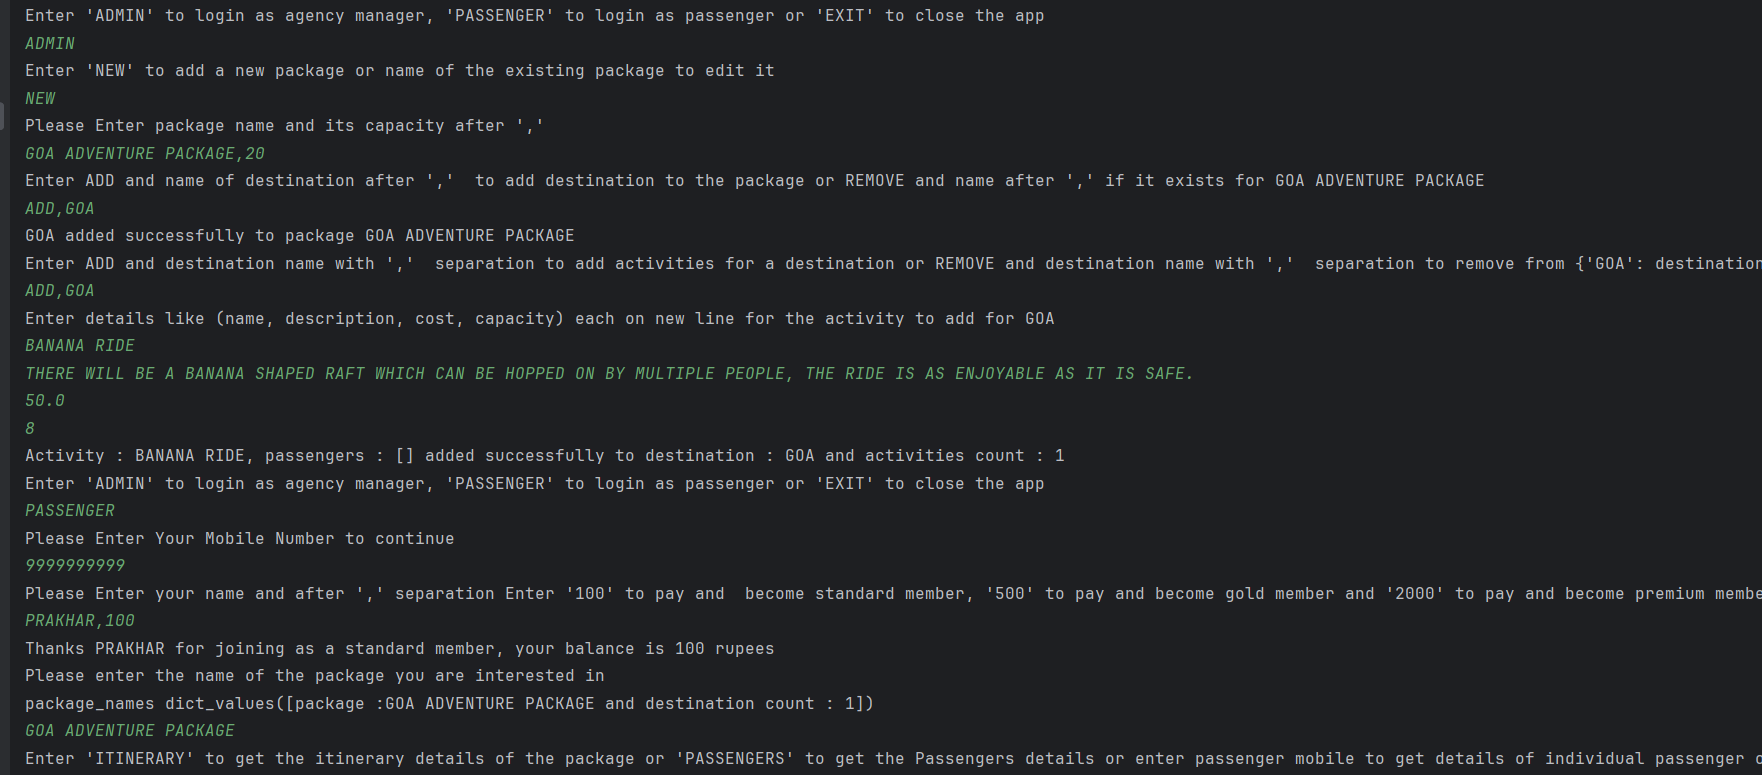 Enter 'ADMIN' to login as agency manager, 'PASSENGER' to login as passenger or 'EXIT' to close the app
ADMIN
Enter 'NEW' to add a new package or name of the existing package to edit it
NEW
Please Enter package name and its capacity after ','
GOA ADVENTURE PACKAGE,20
Enter ADD and name of destination after ','  to add destination to the package or REMOVE and name after ',' if it exists for GOA ADVENTURE PACKAGE
ADD,GOA
GOA added successfully to package GOA ADVENTURE PACKAGE
Enter ADD and destination name with ','  separation to add activities for a destination or REMOVE and destination name with ','  separation to remove from {'GOA': destination
ADD,GOA
Enter details like (name, description, cost, capacity) each on new line for the activity to add for GOA
BANANA RIDE
THERE WILL BE A BANANA SHAPED RAFT WHICH CAN BE HOPPED ON BY MULTIPLE PEOPLE, THE RIDE IS AS ENJOYABLE AS IT IS SAFE.
50.0
8
Activity : BANANA RIDE, passengers : [] added successfully to destination : GOA and activities count : 1
Enter 'ADMIN' to login as agency manager, 'PASSENGER' to login as passenger or 'EXIT' to close the app
PASSENGER
Please Enter Your Mobile Number to continue
9999999999
Please Enter your name and after ',' separation Enter '100' to pay and  become standard member, '500' to pay and become gold member and '2000' to pay and become premium membe
PRAKHAR,100
Thanks PRAKHAR for joining as a standard member, your balance is 100 rupees
Please enter the name of the package you are interested in
package_names dict_values([package :GOA ADVENTURE PACKAGE and destination count : 1])
GOA ADVENTURE PACKAGE
Enter 'ITINERARY' to get the itinerary details of the package or 'PASSENGERS' to get the Passengers details or enter passenger mobile to get details of individual passenger